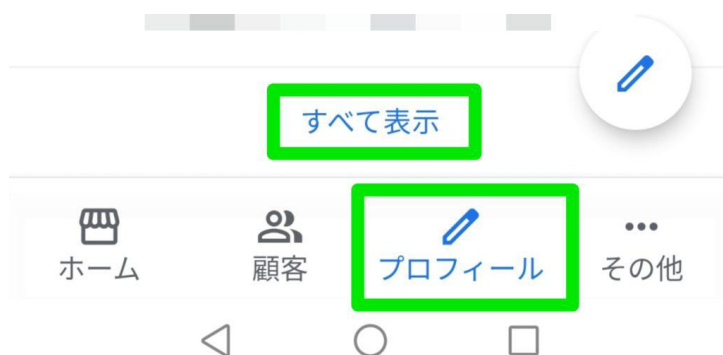 すべて表示
ホーム
顧客
プロフィール
その他